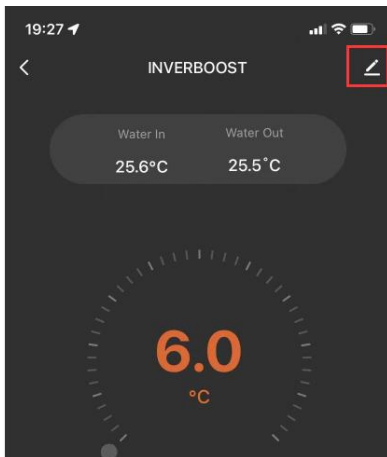 19:27
INVERBOOST
Water In Water Out
25.6°C 25.5°C
6.0
°C